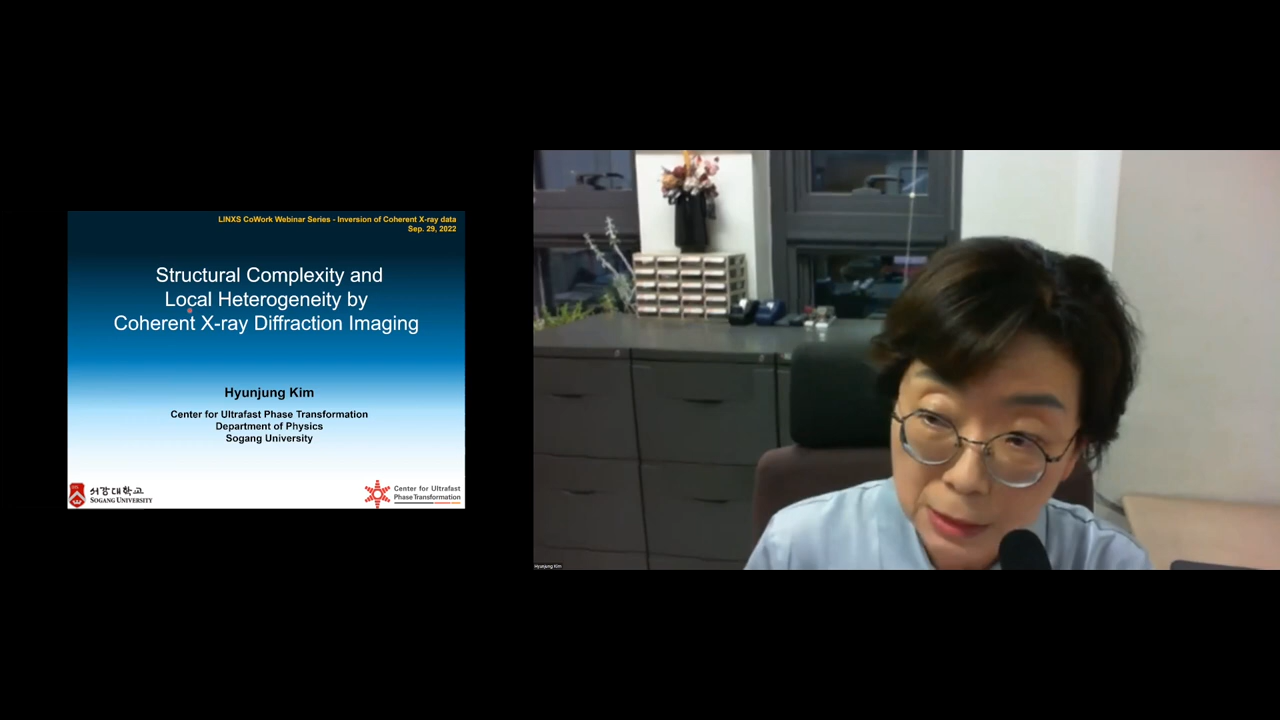 LINXS CoWork Webinar Series - Inversion of Coherent X-ray data
Sep. 29, 2022
Structural Complexity and
Local Heterogeneity by
Coherent X-ray Diffraction Imaging
Hyunjung Kim
Center for Ultrafast Phase Transformation
Department of Physics
Sogang University
서강대학교
SOGANG UNIVERSITY
Center for Ultrafast
Phase Transformation
Hyunjung Kim